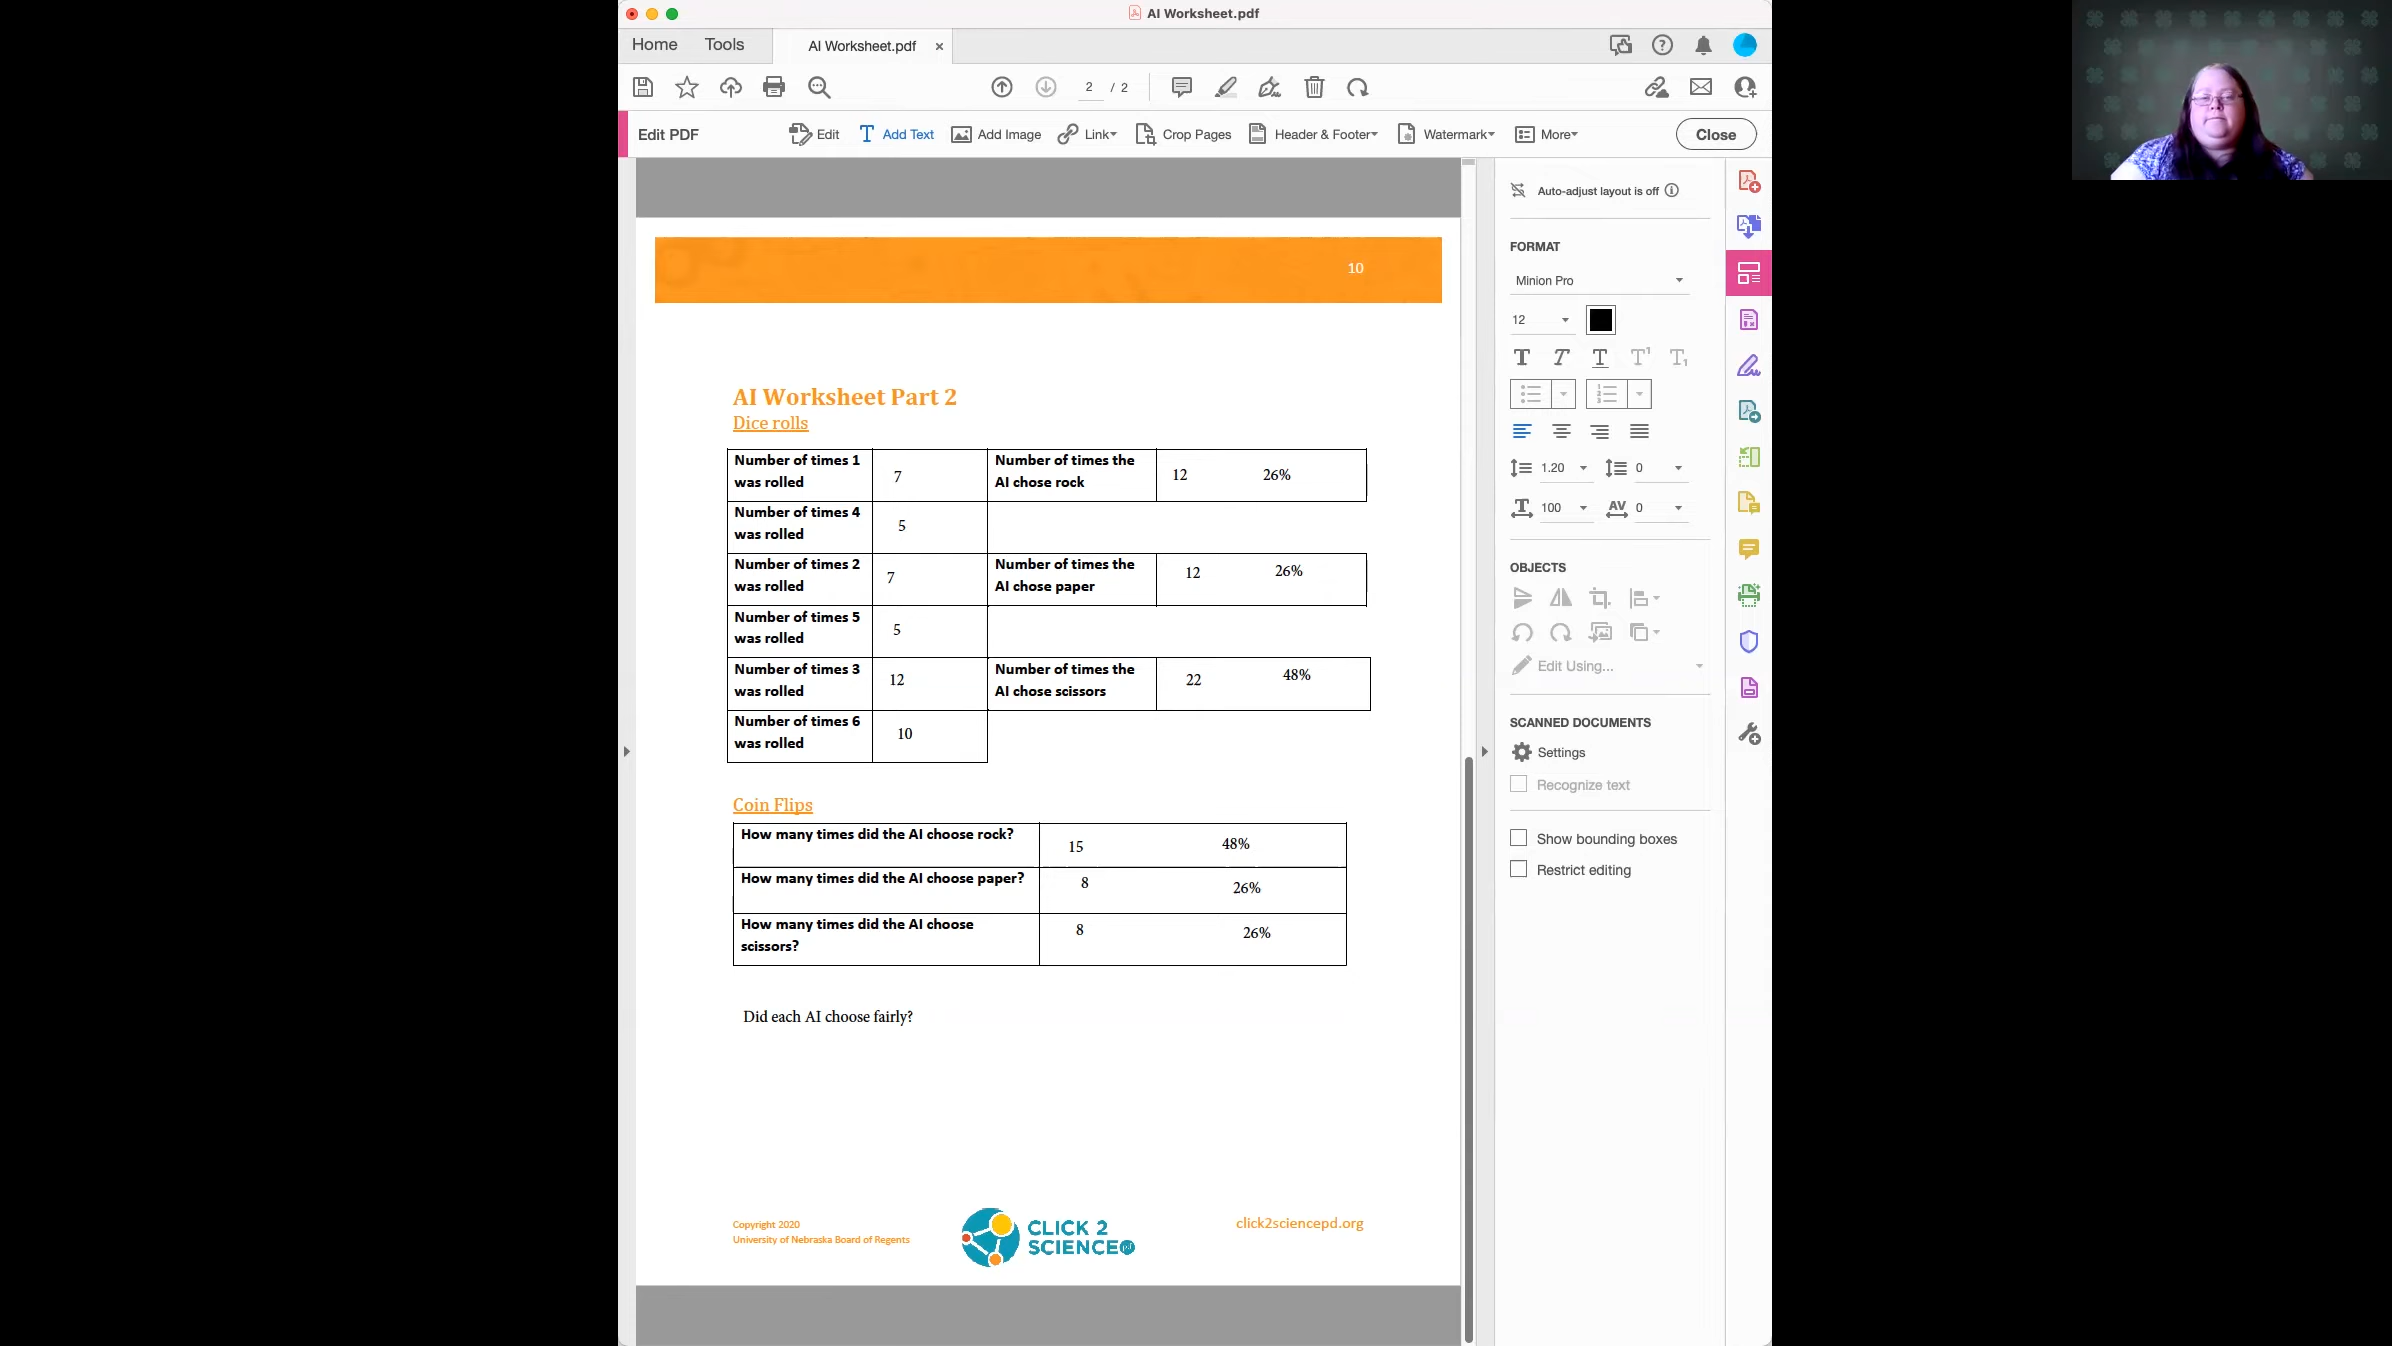 AI Worksheet.pdf
Home Tools AI Worksheet.pdf ×
2 / 2
Edit PDF Edit Add Text Add Image Link Crop Pages Header & Footer Watermark More Close
Auto-adjust layout is off
FORMAT
Minion Pro
12
1.20 0
100 0
OBJECTS
Edit Using...
SCANNED DOCUMENTS
Settings
Recognize text
Show bounding boxes
Restrict editing
10
AI Worksheet Part 2
Dice rolls
Number of times 1 was rolled 7 Number of times the AI chose rock 12 26%
Number of times 4 was rolled 5
Number of times 2 was rolled 7 Number of times the AI chose paper 12 26%
Number of times 5 was rolled 5
Number of times 3 was rolled 12 Number of times the AI chose scissors 22 48%
Number of times 6 was rolled 10
Coin Flips
How many times did the AI choose rock? 15 48%
How many times did the AI choose paper? 8 26%
How many times did the AI choose scissors? 8 26%
Did each AI choose fairly?
Copyright 2020
University of Nebraska Board of Regents
CLICK 2
SCIENCE
click2sciencepd.org